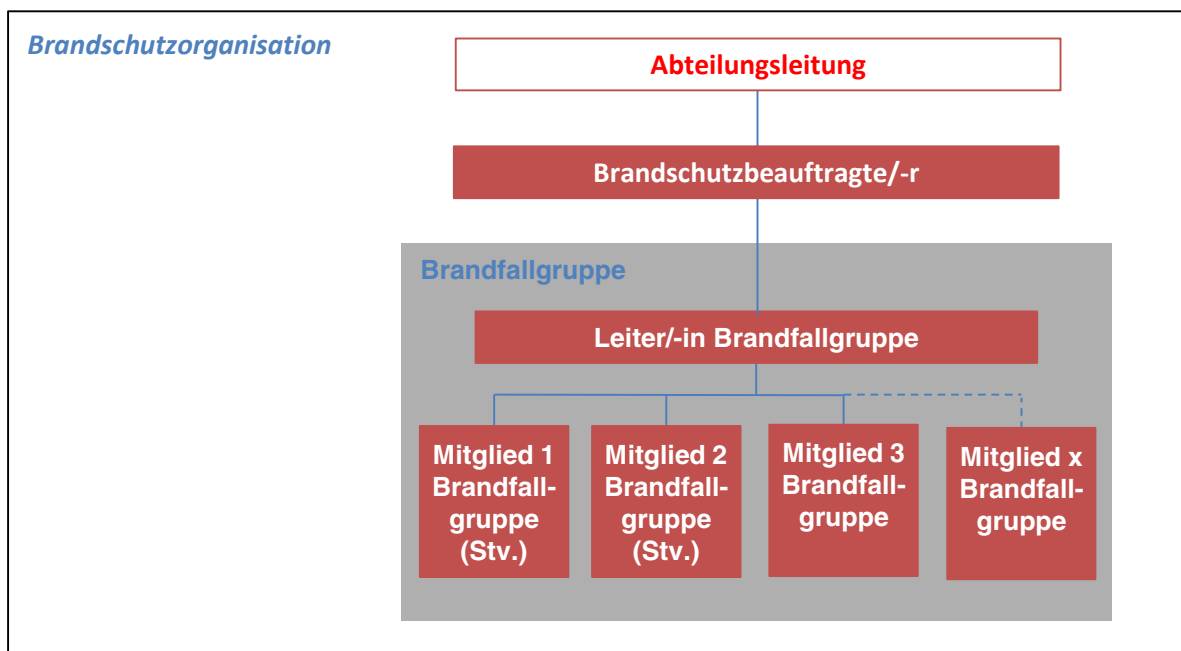 Brandschutzorganisation
Abteilungsleitung
Brandschutzbeauftragte/-r
Brandfallgruppe
Leiter/-in Brandfallgruppe
Mitglied 1
Brandfall-
gruppe
(Stv.)
Mitglied 2
Brandfall-
gruppe
(Stv.)
Mitglied 3
Brandfall-
gruppe
Mitglied x
Brandfall-
gruppe